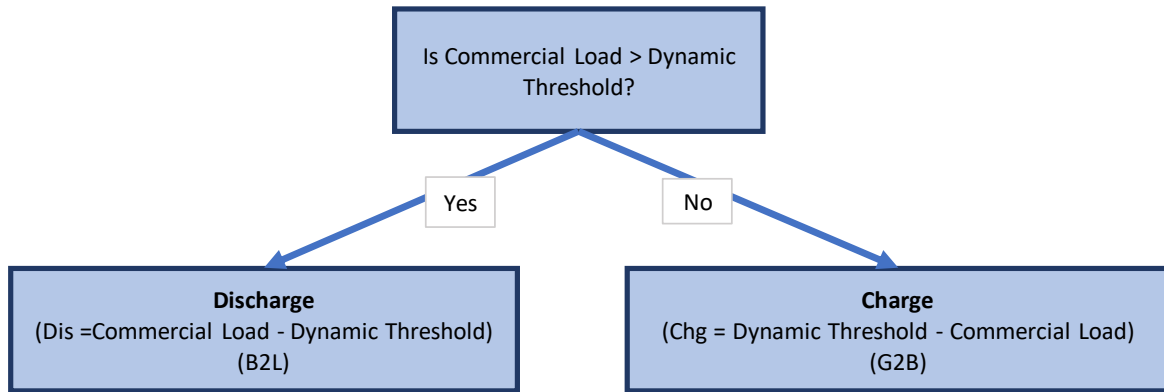 Is Commercial Load > Dynamic
Threshold?
Yes
No
Discharge
(Dis =Commercial Load - Dynamic Threshold)
(B2L)
Charge
(Chg = Dynamic Threshold - Commercial Load)
(G2B)